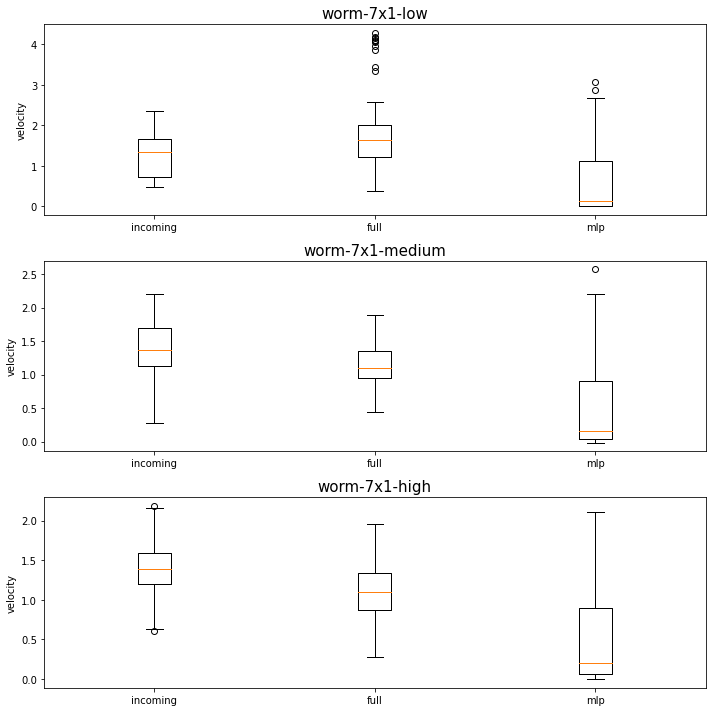 worm-7x1-low
4
3
2
1
0
velocity
incoming full mlp
worm-7x1-medium
2.5
2.0
1.5
1.0
0.5
0.0
velocity
incoming full mlp
worm-7x1-high
2.0
1.5
1.0
0.5
0.0
velocity
incoming full mlp